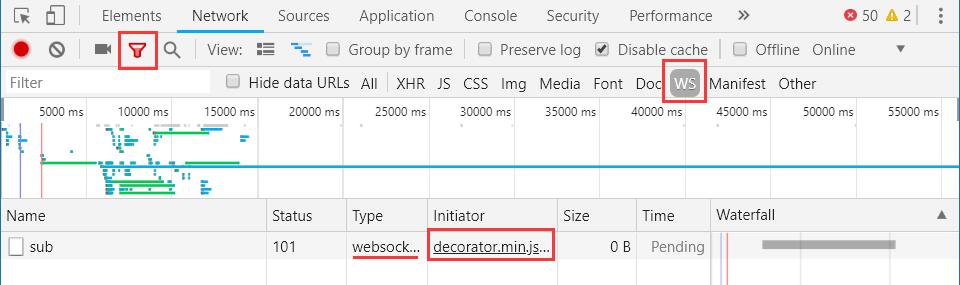 Elements Network Sources Application Console Security Performance » 50 2
View: Group by frame Preserve log Disable cache Offline Online
Filter Hide data URLs All XHR JS CSS Img Media Font Doc WS Manifest Other
5000 ms 10000 ms 15000 ms 20000 ms 25000 ms 30000 ms 35000 ms 40000 ms 45000 ms 50000 ms 55000 ms
Name Status Type Initiator Size Time Waterfall
sub 101 websock... decorator.min.js... 0 B Pending